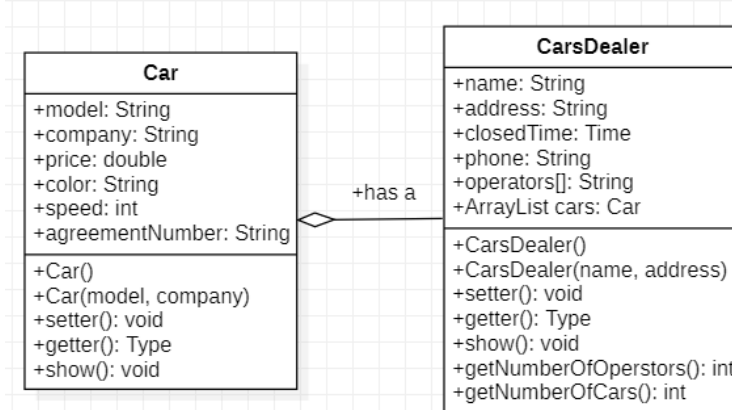 Car
+model: String
+company: String
+price: double
+color: String
+speed: int
+agreementNumber: String
+Car()
+Car(model, company)
+setter(): void
+getter(): Type
+show(): void
+has a
CarsDealer
+name: String
+address: String
+closedTime: Time
+phone: String
+operators[]: String
+ArrayList cars: Car
+CarsDealer()
+CarsDealer(name, address)
+setter(): void
+getter(): Type
+show(): void
+getNumberOfOperstors(): int
+getNumberOfCars(): int